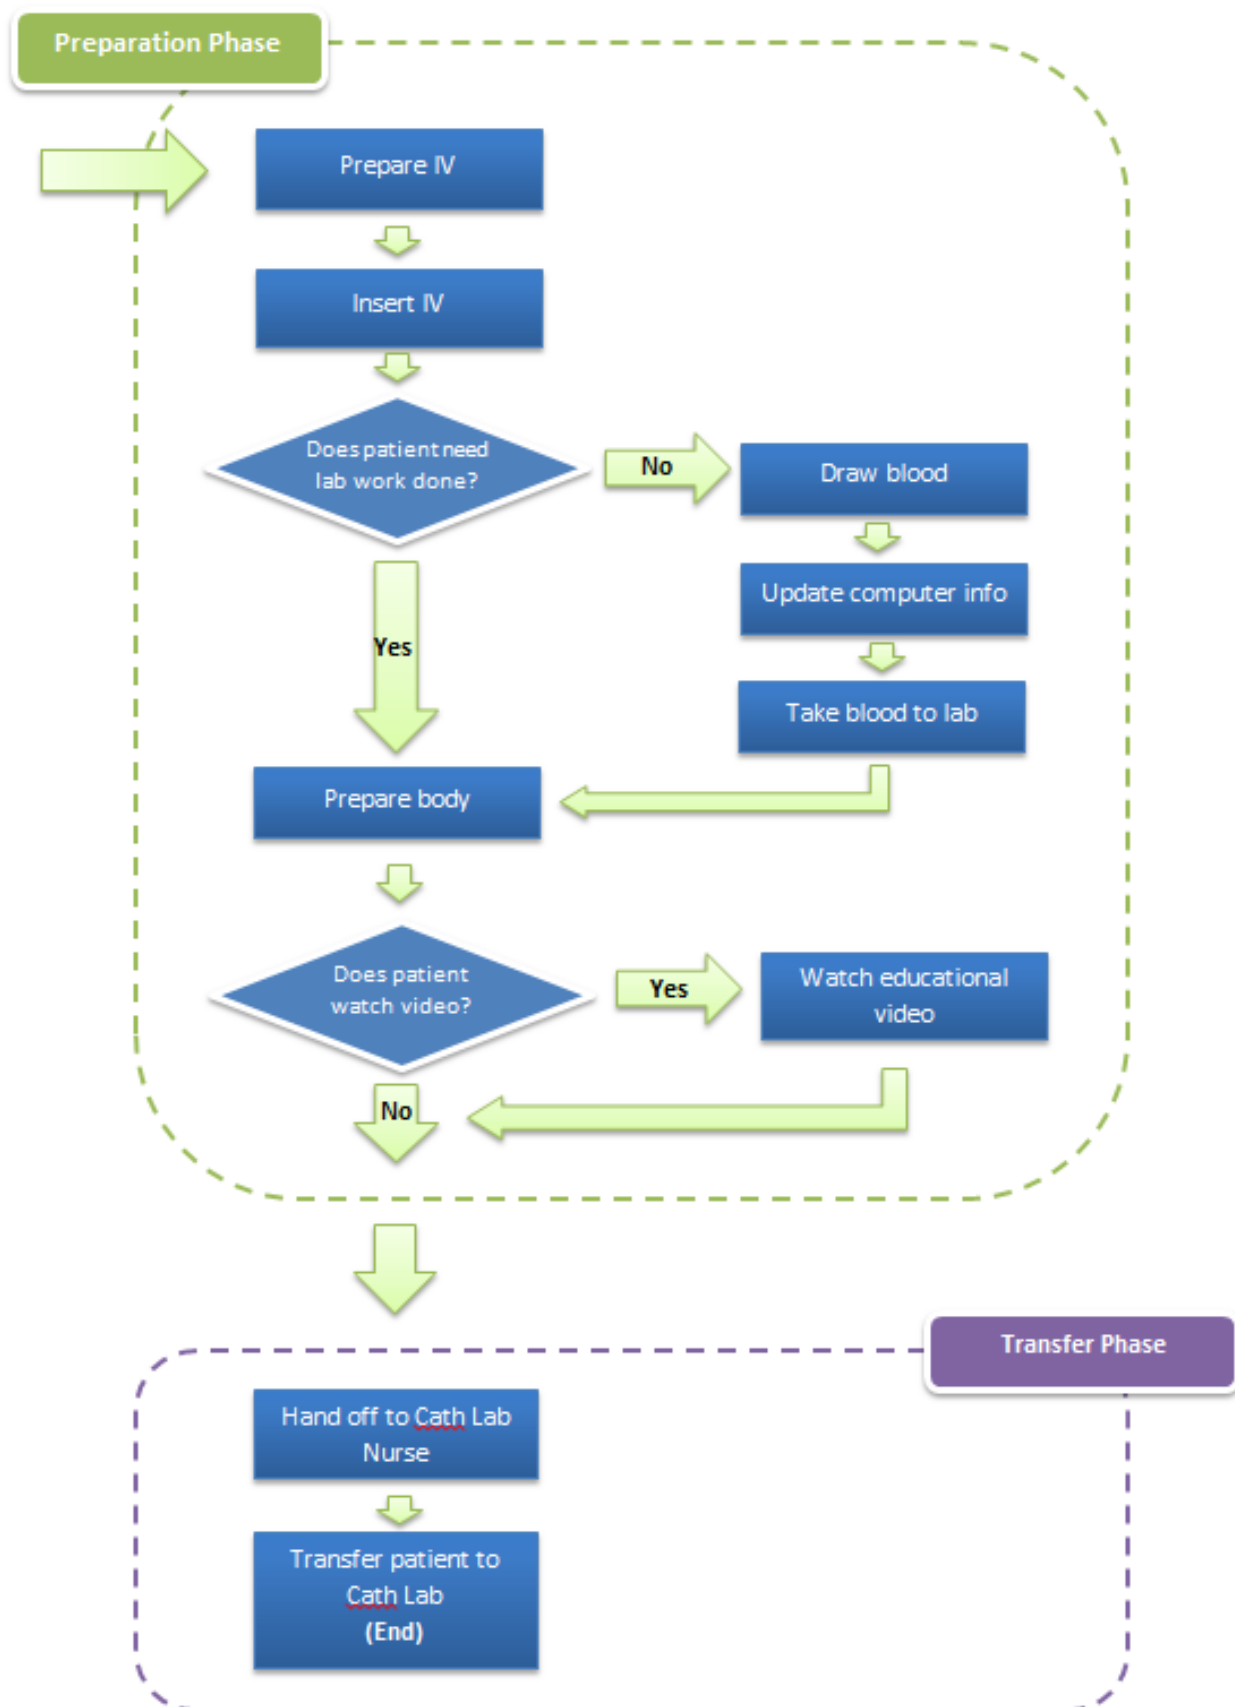 Preparation Phase
Prepare IV
Insert IV
Does patient need
lab work done?
No
Draw blood
Update computer info
Yes
Take blood to lab
Prepare body
Does patient
watch video?
Yes
Watch educational
video
No
Transfer Phase
Hand off to Cath Lab
Nurse
Transfer patient to
Cath Lab
(End)